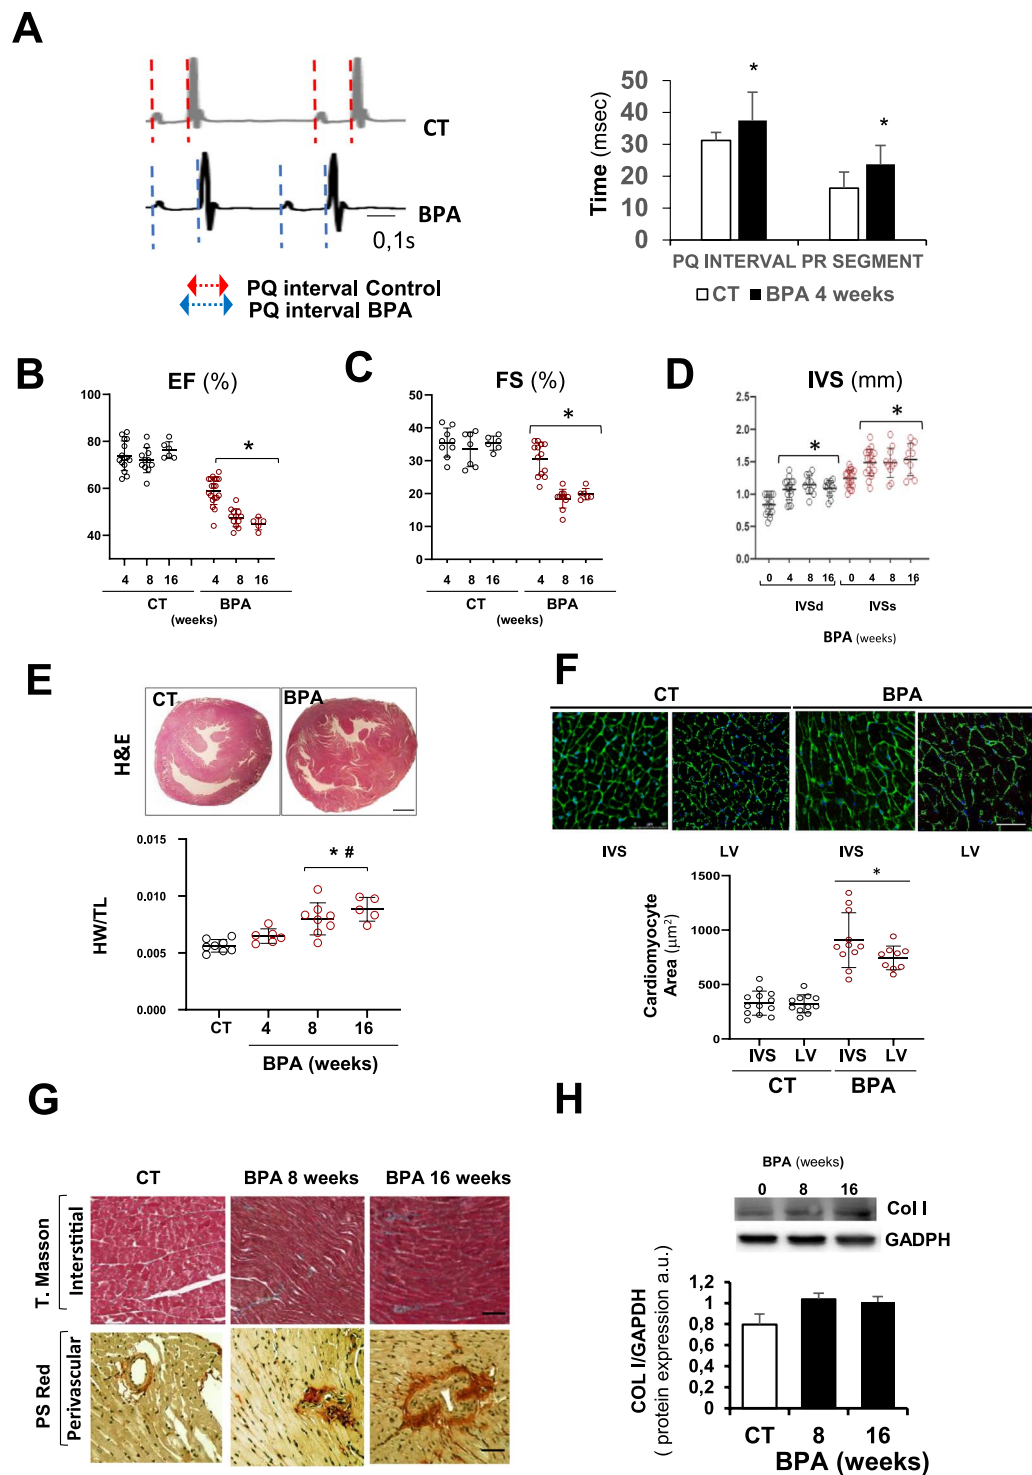 A
CT
BPA
0,1s
PQ interval Control
PQ interval BPA
Time (msec)
50
40
30
20
10
0
*
*
PQ INTERVAL PR SEGMENT
CT BPA 4 weeks
B
EF (%)
100
80
60
40
*
4 8 16 4 8 16
CT BPA
(weeks)
C
FS (%)
50
40
30
20
10
0
*
4 8 16 4 8 16
CT BPA
(weeks)
D
IVS (mm)
2.5
2.0
1.5
1.0
0.5
0.0
*
*
0 4 8 16 0 4 8 16
IVSd IVSs
BPA (weeks)
E
H&E
CT
BPA
HW/TL
0.015
0.010
0.005
0.000
* #
CT 4 8 16
BPA (weeks)
F
CT BPA
IVS LV IVS LV
Cardiomyocyte
Area (µm²)
1500
1000
500
0
*
IVS LV IVS LV
CT BPA
G
CT BPA 8 weeks BPA 16 weeks
T. Masson
Interstitial
PS Red
Perivascular
H
BPA (weeks)
0 8 16
Col I
GADPH
COL I/GAPDH
( protein expression a.u.)
1,2
1
0,8
0,6
0,4
0,2
0
CT 8 16
BPA (weeks)